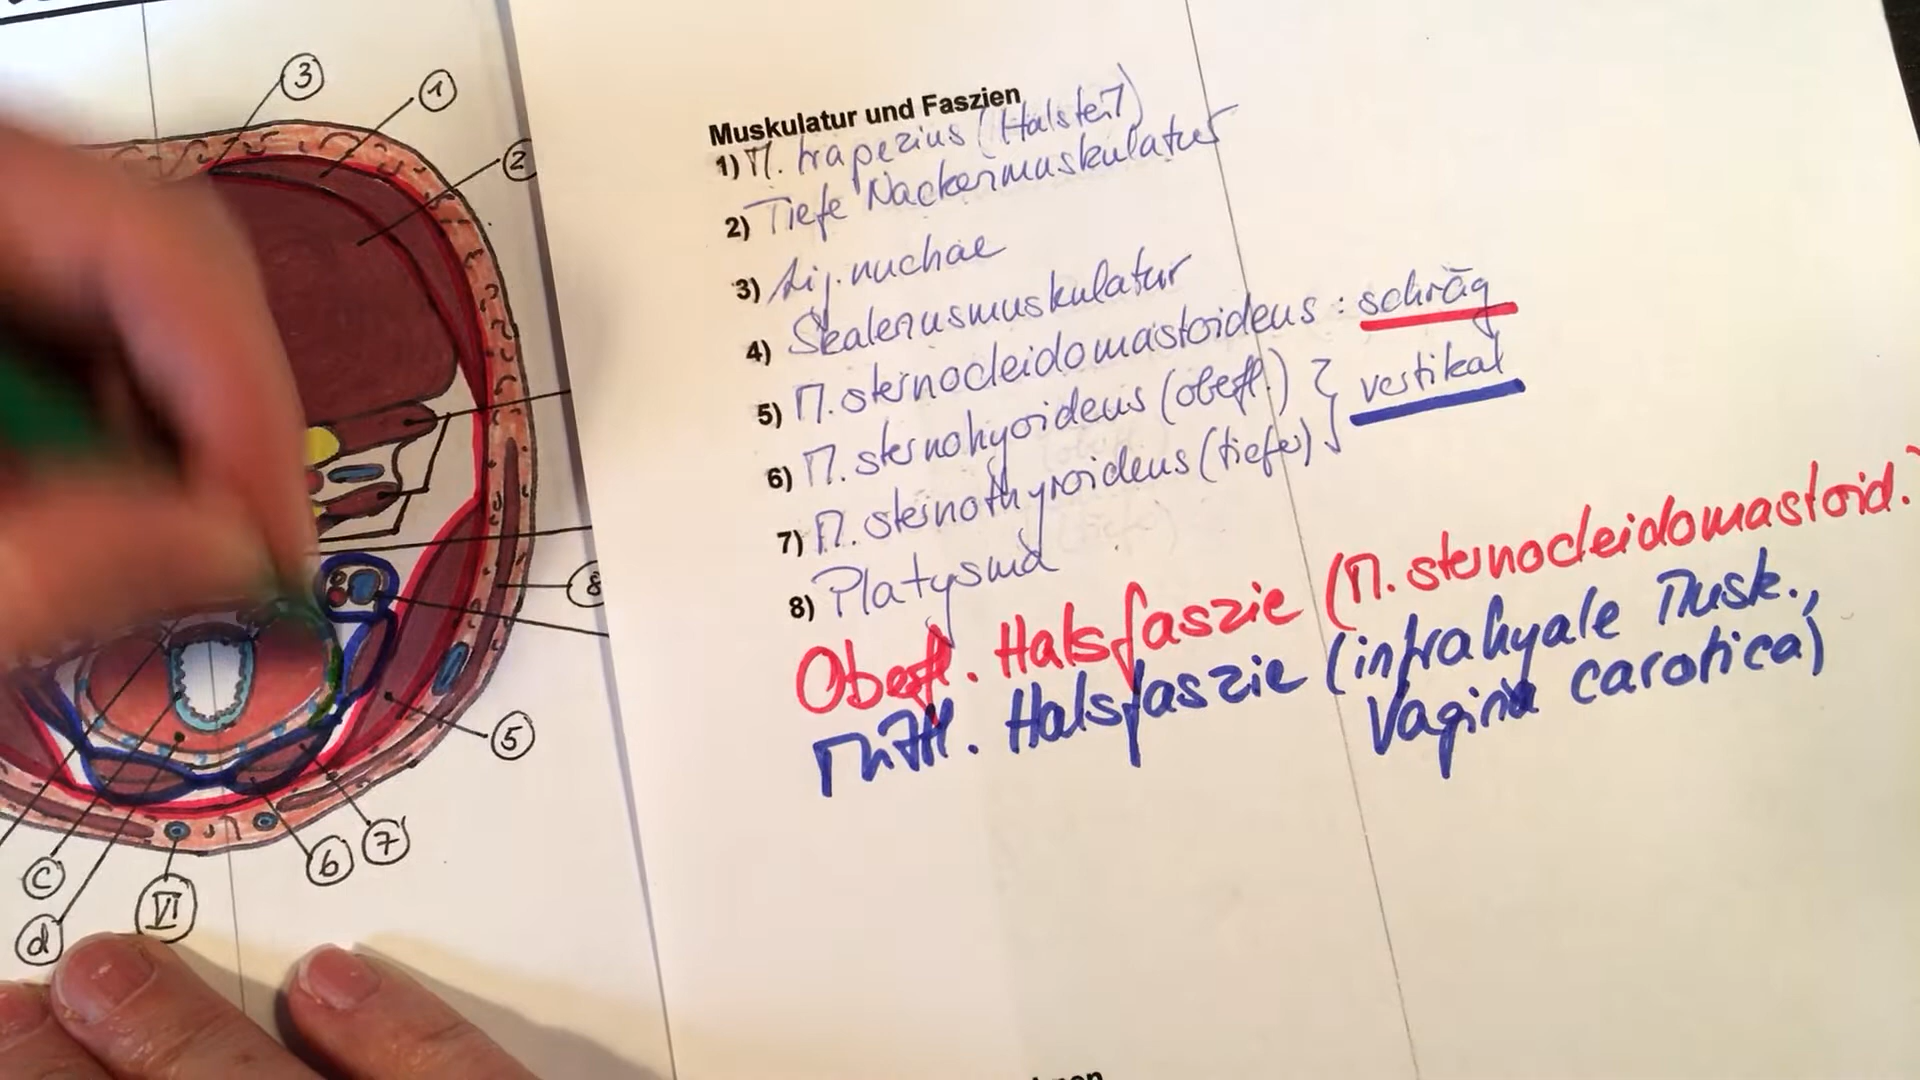 3
1
2
8
5
7
6
VI
c
d
Muskulatur und Faszien
1) M. trapezius (Halsteil)
2) Tiefe Nackenmuskulatur
3) Lig. nuchae
4) Skalenusmuskulatur
5) M. sternocleidomastoideus : schräg
6) M. sternohyoideus (oberfl.) } vertikal
7) M. sternothyroideus (tiefer)
8) Platysma
Oberfl. Halsfaszie (M. sternocleidomastoid.)
Mittl. Halsfaszie (infrahyale Musk.,
Vagina carotica)